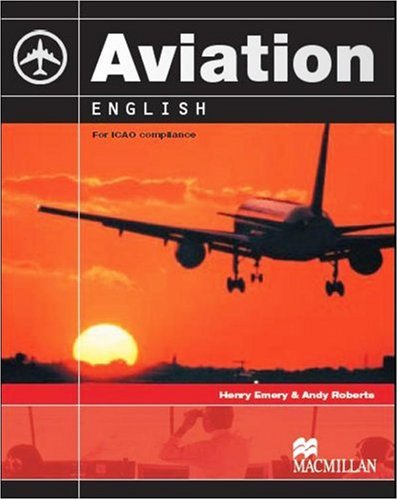 Aviation
ENGLISH
For ICAO compliance
Henry Emery & Andy Roberts
MACMILLAN